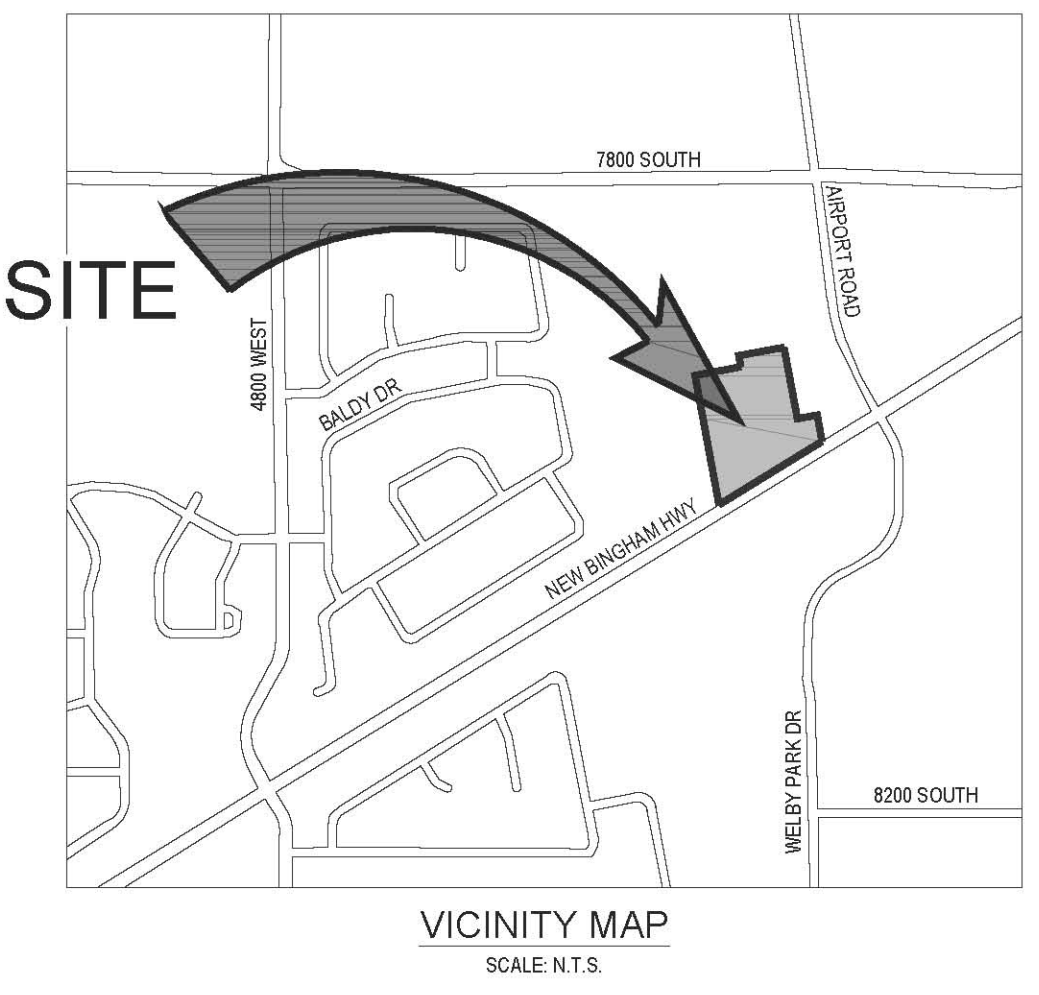 7800 SOUTH
AIRPORT ROAD
SITE
4800 WEST
BALDY DR
NEW BINGHAM HWY
WELBY PARK DR
8200 SOUTH
VICINITY MAP
SCALE: N.T.S.